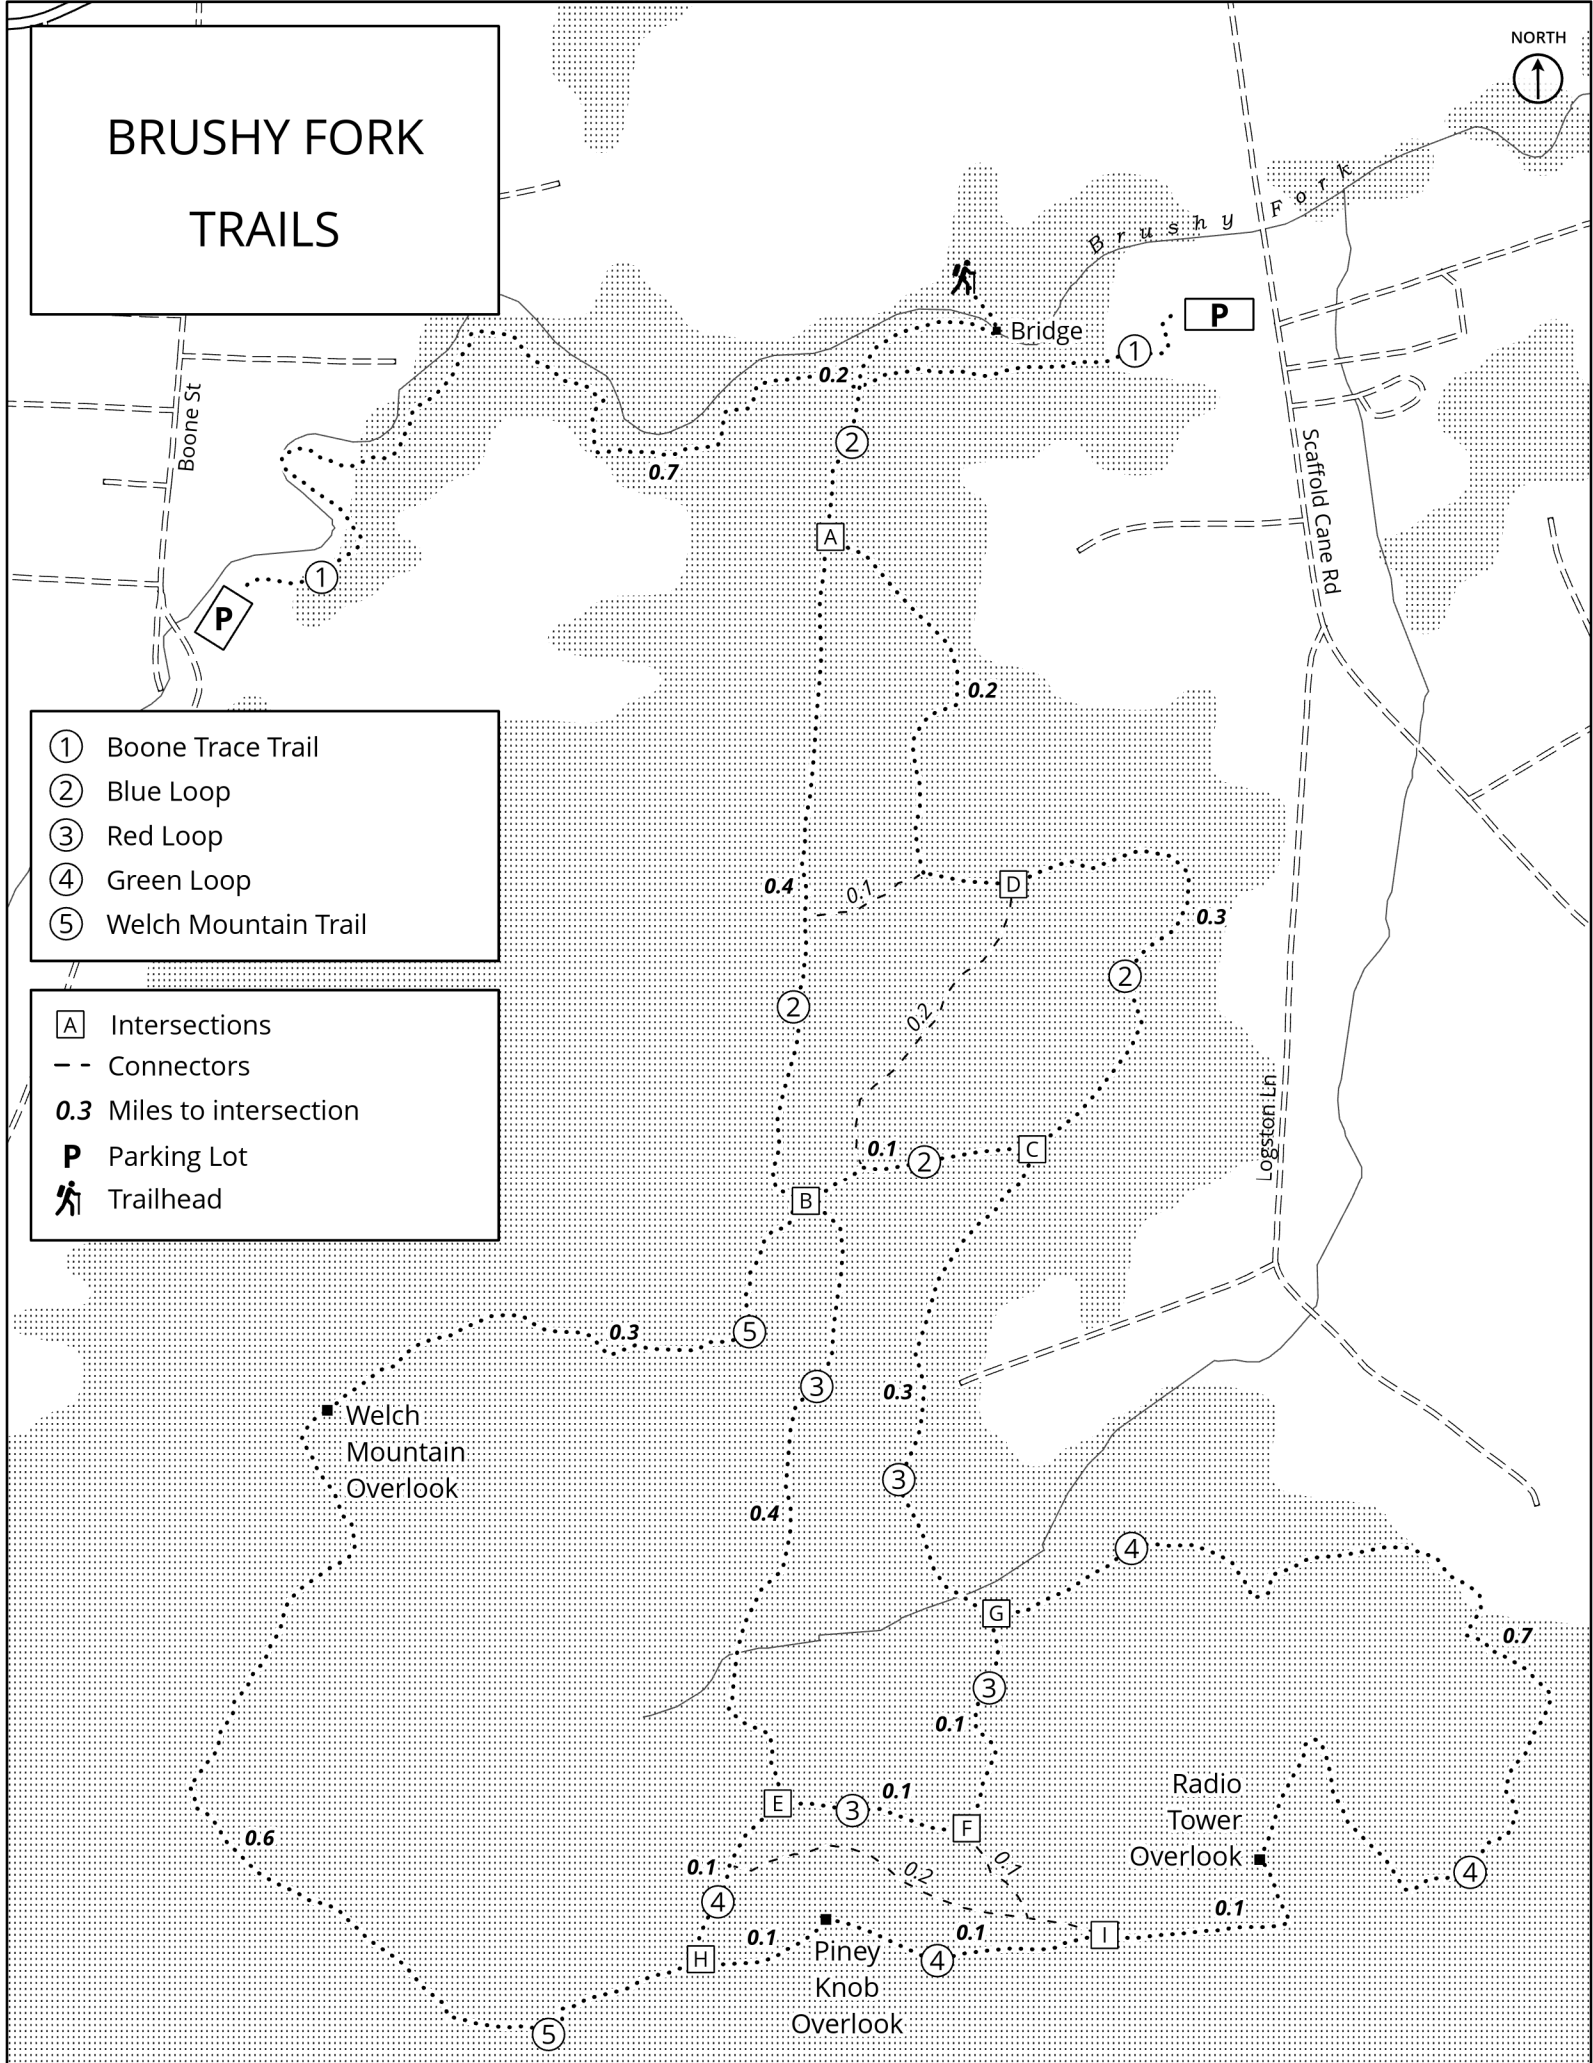 BRUSHY FORK
TRAILS
NORTH
Brushy Fork
Bridge
P
1
0.2
Boone St
2
0.7
Scaffold Cane Rd
A
1
P
0.2
1 Boone Trace Trail
2 Blue Loop
3 Red Loop
4 Green Loop
5 Welch Mountain Trail
0.4
0.1
D
0.3
2
2
0.2
A Intersections
Connectors
0.3 Miles to intersection
P Parking Lot
Trailhead
Logston Ln
0.1
2
C
B
0.3
5
3
0.3
Welch
Mountain
Overlook
3
0.4
4
G
0.7
3
0.1
Radio
Tower
Overlook
E
3
0.1
F
0.6
0.1
0.2
0.1
4
4
0.1
H
0.1
Piney
Knob
Overlook
0.1
4
I
5